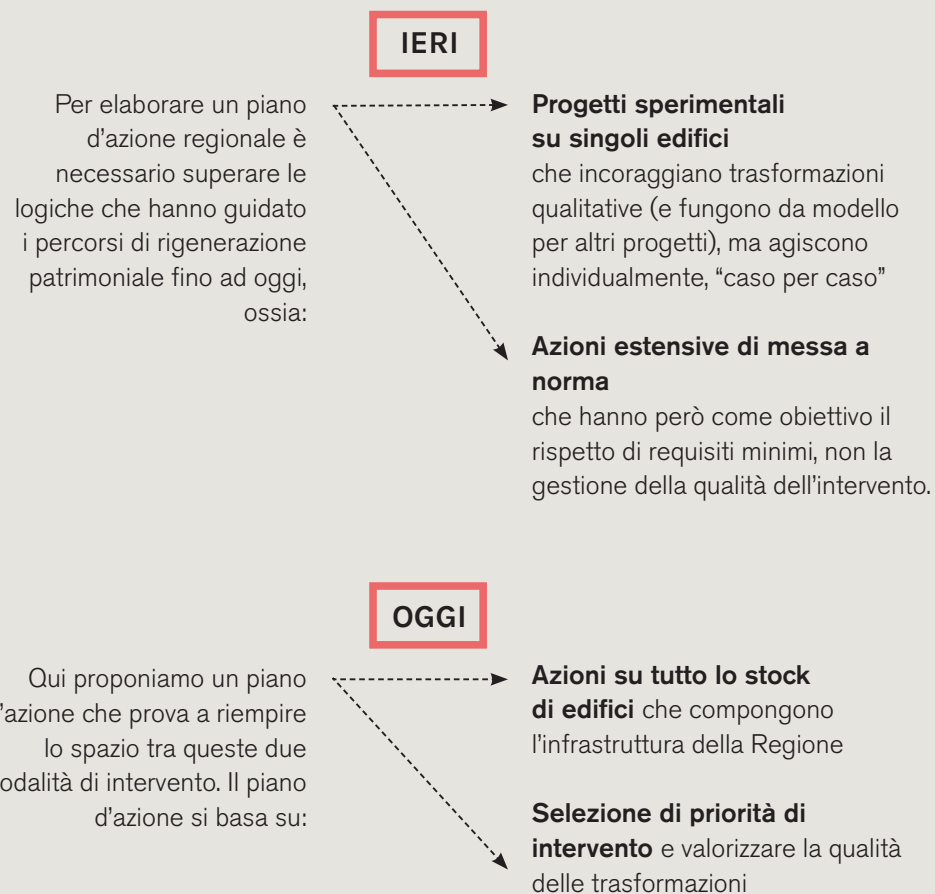 IERI
Per elaborare un piano
d'azione regionale è
necessario superare le
logiche che hanno guidato
i percorsi di rigenerazione
patrimoniale fino ad oggi,
ossia:
Progetti sperimentali
su singoli edifici
che incoraggiano trasformazioni
qualitative (e fungono da modello
per altri progetti), ma agiscono
individualmente, “caso per caso”
Azioni estensive di messa a
norma
che hanno però come obiettivo il
rispetto di requisiti minimi, non la
gestione della qualità dell'intervento.
OGGI
Qui proponiamo un piano
'azione che prova a riempire
lo spazio tra queste due
odalità di intervento. Il piano
d'azione si basa su:
Azioni su tutto lo stock
di edifici che compongono
l'infrastruttura della Regione
Selezione di priorità di
intervento e valorizzare la qualità
delle trasformazioni